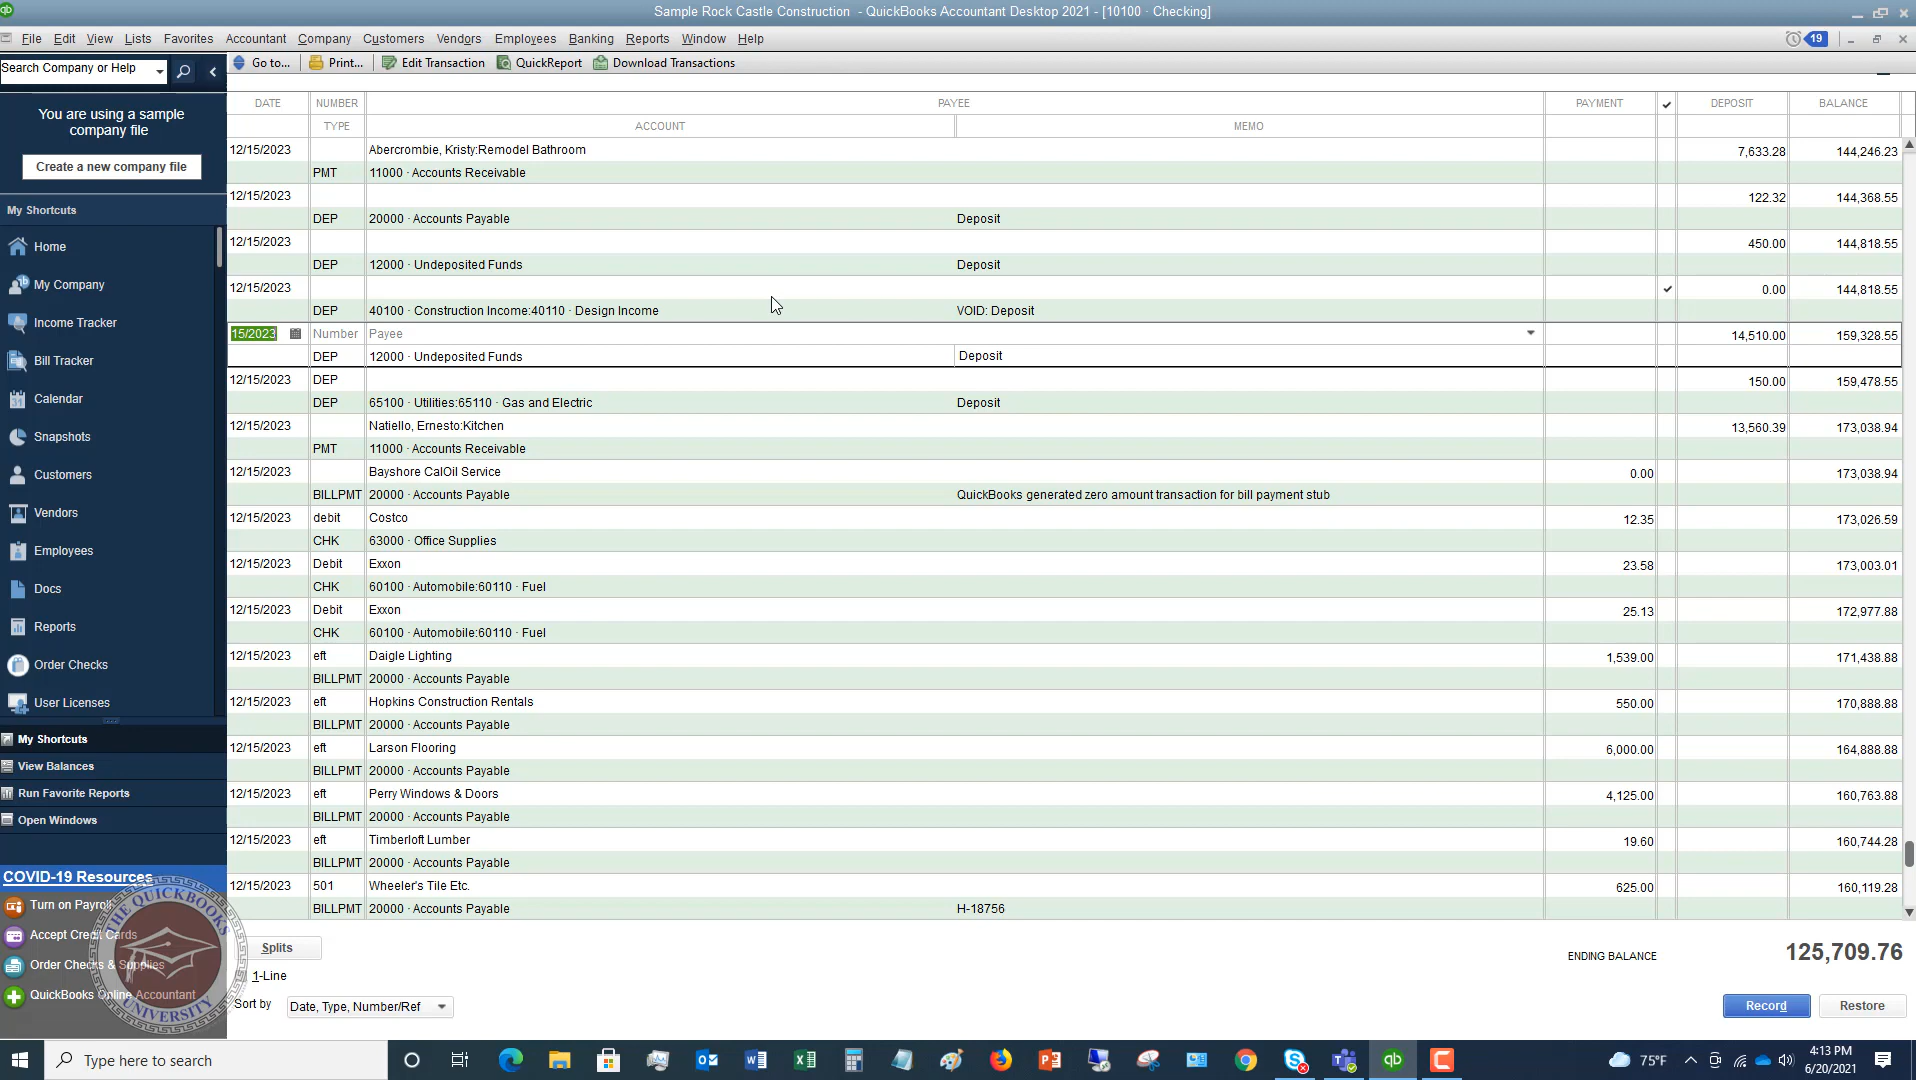 Sample Rock Castle Construction - QuickBooks Accountant Desktop 2021 - [10100 · Checking]
File Edit View Lists Favorites Accountant Company Customers Vendors Employees Banking Reports Window Help 19
Search Company or Help Go to... Print... Edit Transaction QuickReport Download Transactions
You are using a sample
company file
Create a new company file
My Shortcuts
Home
My Company
Income Tracker
Bill Tracker
Calendar
Snapshots
Customers
Vendors
Employees
Docs
Reports
Order Checks
User Licenses
My Shortcuts
View Balances
Run Favorite Reports
Open Windows
COVID-19 Resources
Turn on Payroll
Accept Credit Cards
Order Checks & Supplies
QuickBooks Online Accountant
THE QUICKBOOKS UNIVERSITY
DATE NUMBER PAYEE PAYMENT ✓ DEPOSIT BALANCE
TYPE ACCOUNT MEMO
12/15/2023 Abercrombie, Kristy:Remodel Bathroom 7,633.28 144,246.23
PMT 11000 · Accounts Receivable
12/15/2023 122.32 144,368.55
DEP 20000 · Accounts Payable Deposit
12/15/2023 450.00 144,818.55
DEP 12000 · Undeposited Funds Deposit
12/15/2023 ✓ 0.00 144,818.55
DEP 40100 · Construction Income:40110 · Design Income VOID: Deposit
15/2023 Number Payee 14,510.00 159,328.55
DEP 12000 · Undeposited Funds Deposit
12/15/2023 DEP 150.00 159,478.55
DEP 65100 · Utilities:65110 · Gas and Electric Deposit
12/15/2023 Natiello, Ernesto:Kitchen 13,560.39 173,038.94
PMT 11000 · Accounts Receivable
12/15/2023 Bayshore CalOil Service 0.00 173,038.94
BILLPMT 20000 · Accounts Payable QuickBooks generated zero amount transaction for bill payment stub
12/15/2023 debit Costco 12.35 173,026.59
CHK 63000 · Office Supplies
12/15/2023 Debit Exxon 23.58 173,003.01
CHK 60100 · Automobile:60110 · Fuel
12/15/2023 Debit Exxon 25.13 172,977.88
CHK 60100 · Automobile:60110 · Fuel
12/15/2023 eft Daigle Lighting 1,539.00 171,438.88
BILLPMT 20000 · Accounts Payable
12/15/2023 eft Hopkins Construction Rentals 550.00 170,888.88
BILLPMT 20000 · Accounts Payable
12/15/2023 eft Larson Flooring 6,000.00 164,888.88
BILLPMT 20000 · Accounts Payable
12/15/2023 eft Perry Windows & Doors 4,125.00 160,763.88
BILLPMT 20000 · Accounts Payable
12/15/2023 eft Timberloft Lumber 19.60 160,744.28
BILLPMT 20000 · Accounts Payable
12/15/2023 501 Wheeler's Tile Etc. 625.00 160,119.28
BILLPMT 20000 · Accounts Payable H-18756
Splits
ENDING BALANCE 125,709.76
1-Line
Sort by Date, Type, Number/Ref Record Restore
Type here to search 75°F 4:13 PM
6/20/2021